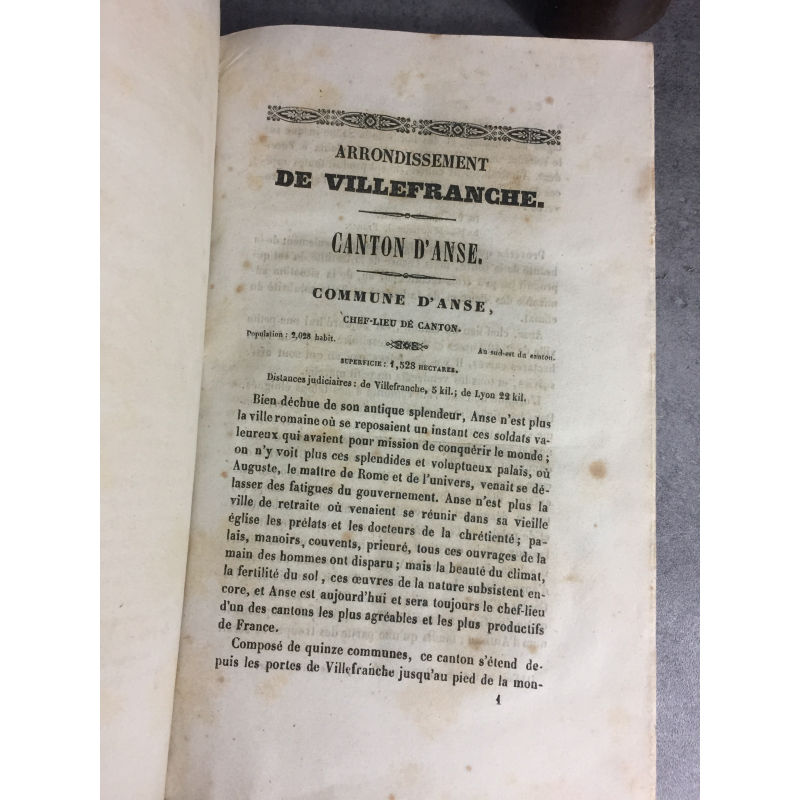 ARRONDISSEMENT
DE VILLEFRANCHE.
CANTON D'ANSE.
COMMUNE D'ANSE,
CHEF-LIEU DE CANTON.
Population : 2,028 habit.
Au sud-est du canton.
SUPERFICIE : 1,528 HECTARES.
Distances judiciaires : de Villefranche, 5 kil.; de Lyon 22 kil.
Bien déchue de son antique splendeur, Anse n'est plus
la ville romaine où se reposaient un instant ces soldats va-
leureux qui avaient pour mission de conquérir le monde ;
on n'y voit plus ces splendides et voluptueux palais, où
Auguste, le maître de Rome et de l'univers, venait se dé-
lasser des fatigues du gouvernement. Anse n'est plus la
ville de retraite où venaient se réunir dans sa vieille
église les prélats et les docteurs de la chrétienté ; pa-
lais, manoirs, couvents, prieuré, tous ces ouvrages de la
main des hommes ont disparu ; mais la beauté du climat,
la fertilité du sol, ces œuvres de la nature subsistent en-
core, et Anse est aujourd'hui et sera toujours le chef-lieu
d'un des cantons les plus agréables et les plus productifs
de France.
Composé de quinze communes, ce canton s'étend de-
puis les portes de Villefranche jusqu'au pied de la mon-
1